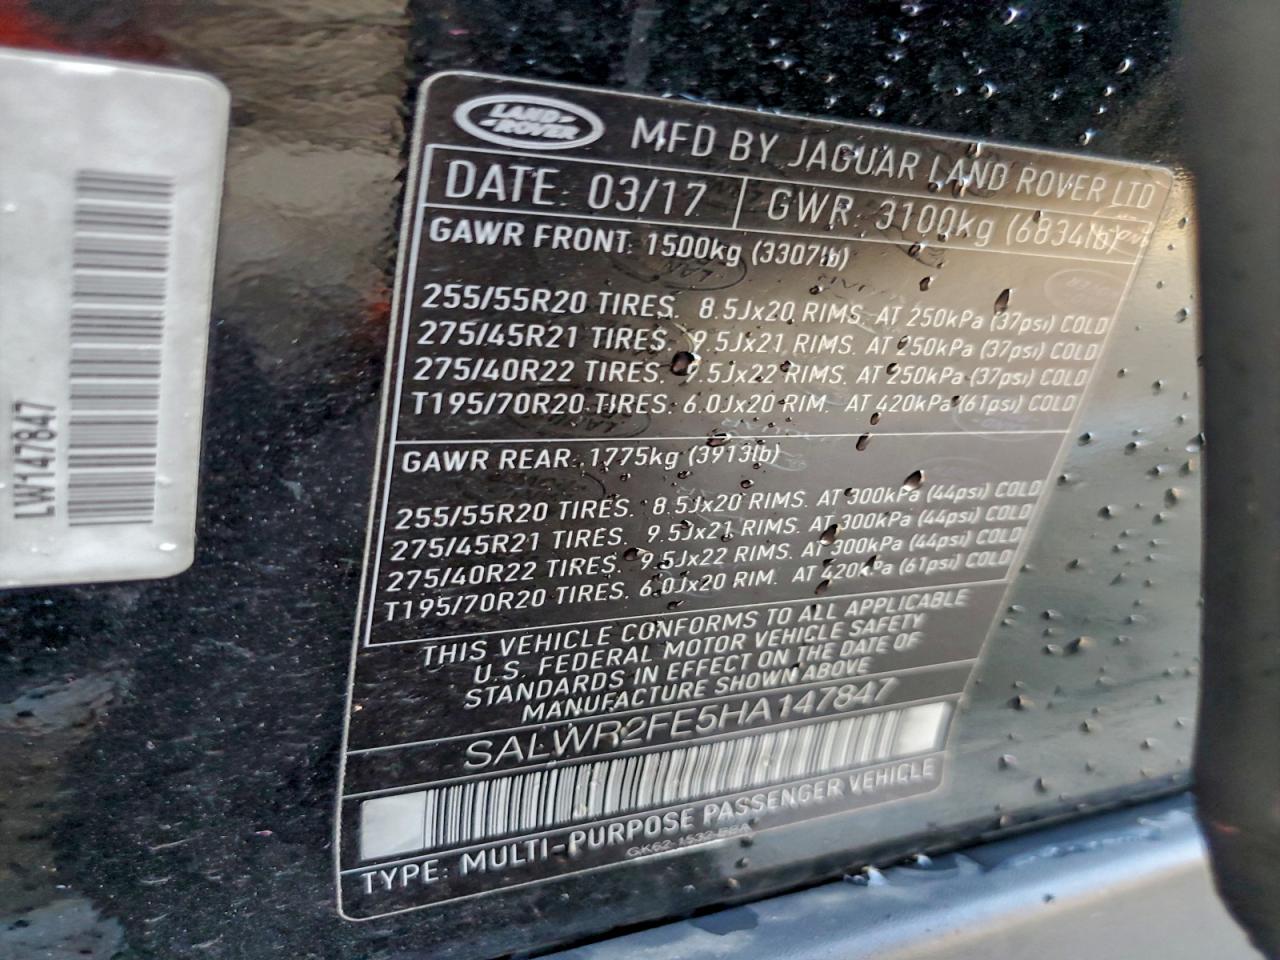 LW147847
LAND ROVER
MFD BY JAGUAR LAND ROVER LTD
DATE: 03/17 GWR: 3100kg (6834lb)
GAWR FRONT: 1500kg (3307lb)
255/55R20 TIRES. 8.5Jx20 RIMS. AT 250kPa (37psi) COLD
275/45R21 TIRES. 9.5Jx21 RIMS. AT 250kPa (37psi) COLD
275/40R22 TIRES. 9.5Jx22 RIMS. AT 250kPa (37psi) COLD
T195/70R20 TIRES. 6.0Jx20 RIM. AT 420kPa (61psi) COLD
GAWR REAR: 1775kg (3913lb)
255/55R20 TIRES. 8.5Jx20 RIMS. AT 300kPa (44psi) COLD
275/45R21 TIRES. 9.5Jx21 RIMS. AT 300kPa (44psi) COLD
275/40R22 TIRES. 9.5Jx22 RIMS. AT 300kPa (44psi) COLD
T195/70R20 TIRES. 6.0Jx20 RIM. AT 420kPa (61psi) COLD
THIS VEHICLE CONFORMS TO ALL APPLICABLE
U.S. FEDERAL MOTOR VEHICLE SAFETY
STANDARDS IN EFFECT ON THE DATE OF
MANUFACTURE SHOWN ABOVE
SALWR2FE5HA147847
TYPE: MULTI-PURPOSE PASSENGER VEHICLE